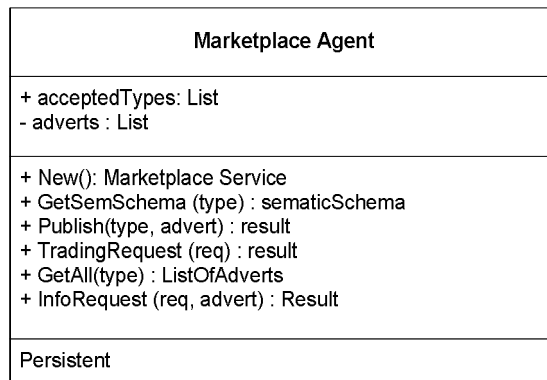 Marketplace Agent
+ acceptedTypes: List
- adverts : List
+ New(): Marketplace Service
+ GetSemSchema (type) : sematicSchema
+ Publish(type, advert) : result
+ TradingRequest (req) : result
+ GetAll(type) : ListOfAdverts
+ InfoRequest (req, advert) : Result
Persistent